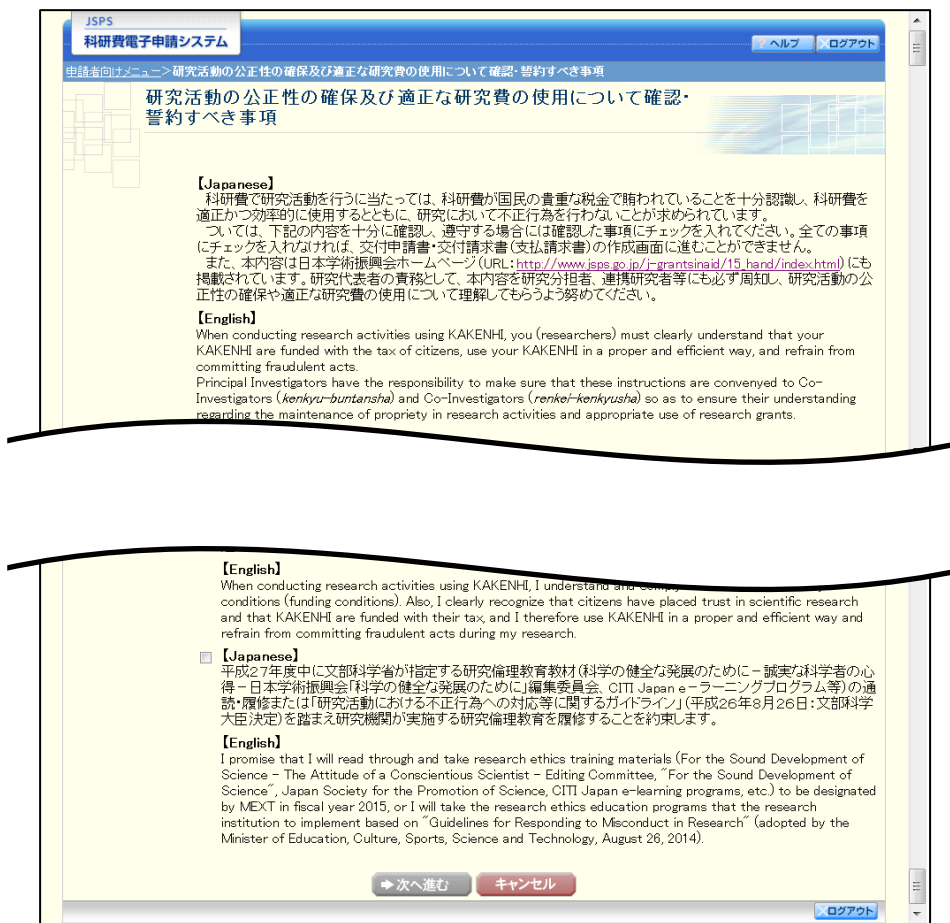 JSPS
科研費電子申請システム
? ヘルプ
×ログアウト
申請者向けメニュー＞研究活動の公正性の確保及び適正な研究費の使用について確認・誓約すべき事項
研究活動の公正性の確保及び適正な研究費の使用について確認・
誓約すべき事項
【Japanese】
科研費で研究活動を行うに当たっては、科研費が国民の貴重な税金で賄われていることを十分認識し、科研費を
適正かつ効率的に使用するとともに、研究において不正行為を行わないことが求められています。
ついては、下記の内容を十分に確認し、遵守する場合には確認した事項にチェックを入れてください。全ての事項
にチェックを入れなければ、交付申請書・交付請求書(支払請求書)の作成画面に進むことができません。
また、本内容は日本学術振興会ホームページ(URL：http://www.jsps.go.jp/j-grantsinaid/15_hand/index.html)にも
掲載されています。研究代表者の責務として、本内容を研究分担者、連携研究者等にも必ず周知し、研究活動の公
正性の確保や適正な研究費の使用について理解してもらうよう努めてください。
【English】
When conducting research activities using KAKENHI, you (researchers) must clearly understand that your
KAKENHI are funded with the tax of citizens, use your KAKENHI in a proper and efficient way, and refrain from
committing fraudulent acts.
Principal Investigators have the responsibility to make sure that these instructions are convenyed to Co-
Investigators (kenkyu-buntansha) and Co-Investigators (renkei-kenkyusha) so as to ensure their understanding
regarding the maintenance of propriety in research activities and appropriate use of research grants.
【English】
When conducting research activities using KAKENHI, I understand and
conditions (funding conditions). Also, I clearly recognize that citizens have placed trust in scientific research
and that KAKENHI are funded with their tax, and I therefore use KAKENHI in a proper and efficient way and
refrain from committing fraudulent acts during my research.
【Japanese】
平成27年度中に文部科学省が指定する研究倫理教育教材(科学の健全な発展のために－誠実な科学者の心
得－日本学術振興会「科学の健全な発展のために」編集委員会、CITI Japan e－ラーニングプログラム等)の通
読・履修または「研究活動における不正行為への対応等に関するガイドライン」(平成26年8月26日：文部科学
大臣決定)を踏まえ研究機関が実施する研究倫理教育を履修することを約束します。
【English】
I promise that I will read through and take research ethics training materials (For the Sound Development of
Science - The Attitude of a Conscientious Scientist - Editing Committee, "For the Sound Development of
Science", Japan Society for the Promotion of Science, CITI Japan e-learning programs, etc.) to be designated
by MEXT in fiscal year 2015, or I will take the research ethics education programs that the research
institution to implement based on "Guidelines for Responding to Misconduct in Research" (adopted by the
Minister of Education, Culture, Sports, Science and Technology, August 26, 2014).
➡次へ進む
キャンセル
×ログアウト